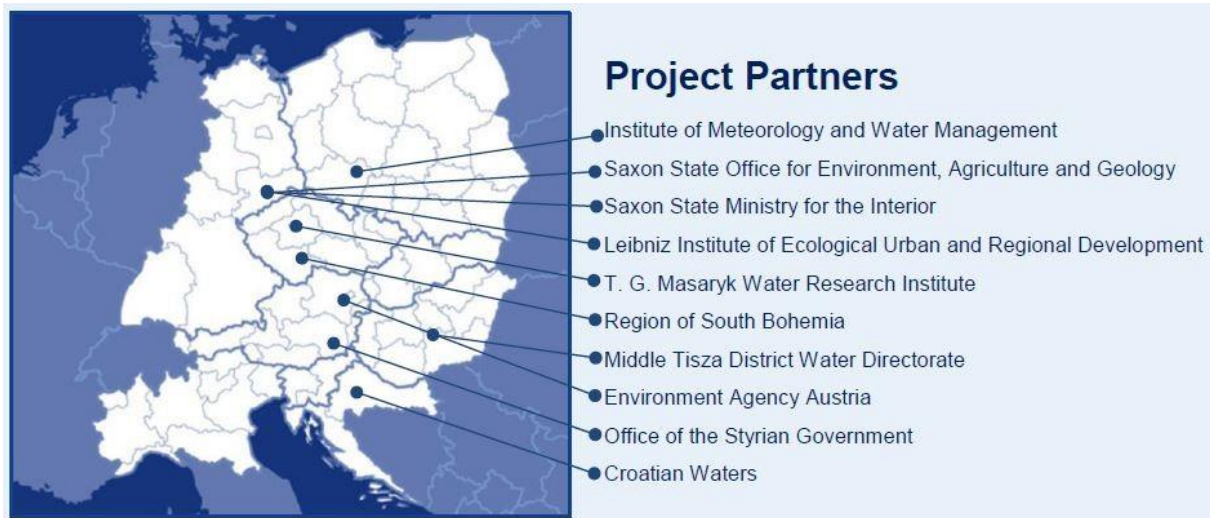 Project Partners
Institute of Meteorology and Water Management
Saxon State Office for Environment, Agriculture and Geology
Saxon State Ministry for the Interior
Leibniz Institute of Ecological Urban and Regional Development
T. G. Masaryk Water Research Institute
Region of South Bohemia
Middle Tisza District Water Directorate
Environment Agency Austria
Office of the Styrian Government
Croatian Waters